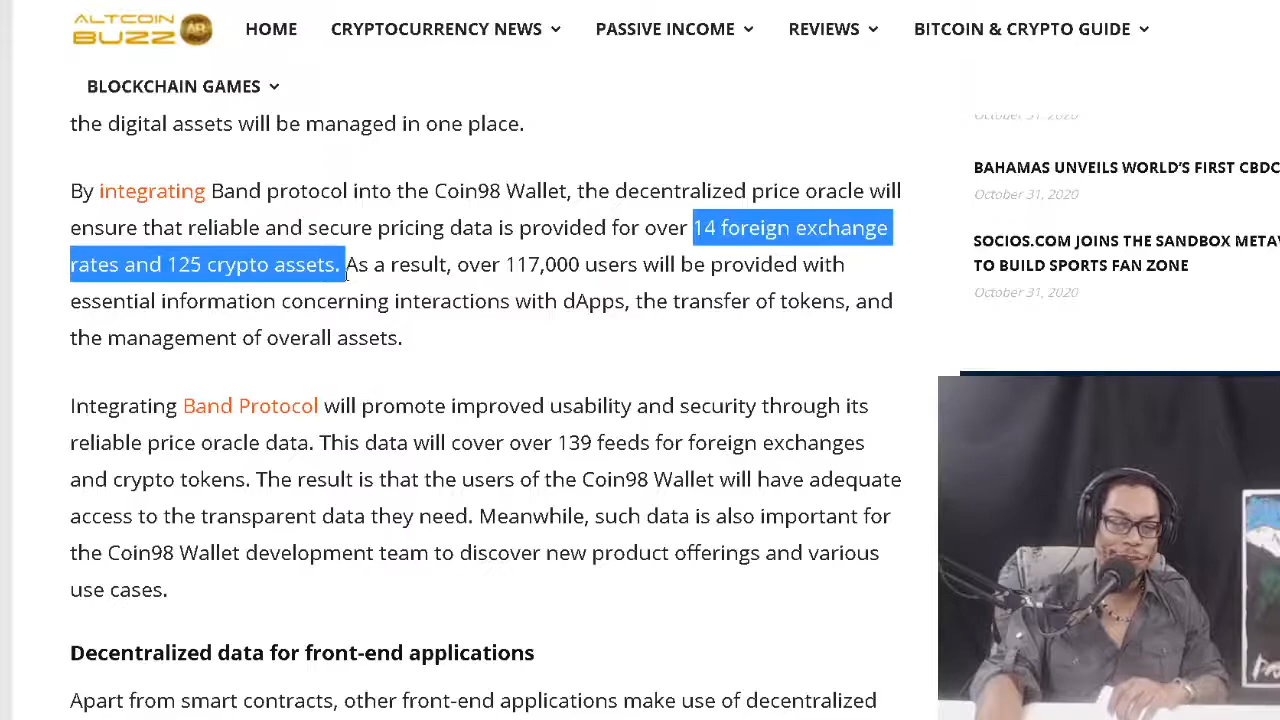 ALTCOIN
BUZZ
AB
HOME
CRYPTOCURRENCY NEWS
PASSIVE INCOME
REVIEWS
BITCOIN & CRYPTO GUIDE
BLOCKCHAIN GAMES
the digital assets will be managed in one place.
By integrating Band protocol into the Coin98 Wallet, the decentralized price oracle will
ensure that reliable and secure pricing data is provided for over 14 foreign exchange
rates and 125 crypto assets. As a result, over 117,000 users will be provided with
essential information concerning interactions with dApps, the transfer of tokens, and
the management of overall assets.
Integrating Band Protocol will promote improved usability and security through its
reliable price oracle data. This data will cover over 139 feeds for foreign exchanges
and crypto tokens. The result is that the users of the Coin98 Wallet will have adequate
access to the transparent data they need. Meanwhile, such data is also important for
the Coin98 Wallet development team to discover new product offerings and various
use cases.
Decentralized data for front-end applications
Apart from smart contracts, other front-end applications make use of decentralized
October 31, 2020
BAHAMAS UNVEILS WORLD'S FIRST CBDC
October 31, 2020
SOCIOS.COM JOINS THE SANDBOX METAV
TO BUILD SPORTS FAN ZONE
October 31, 2020